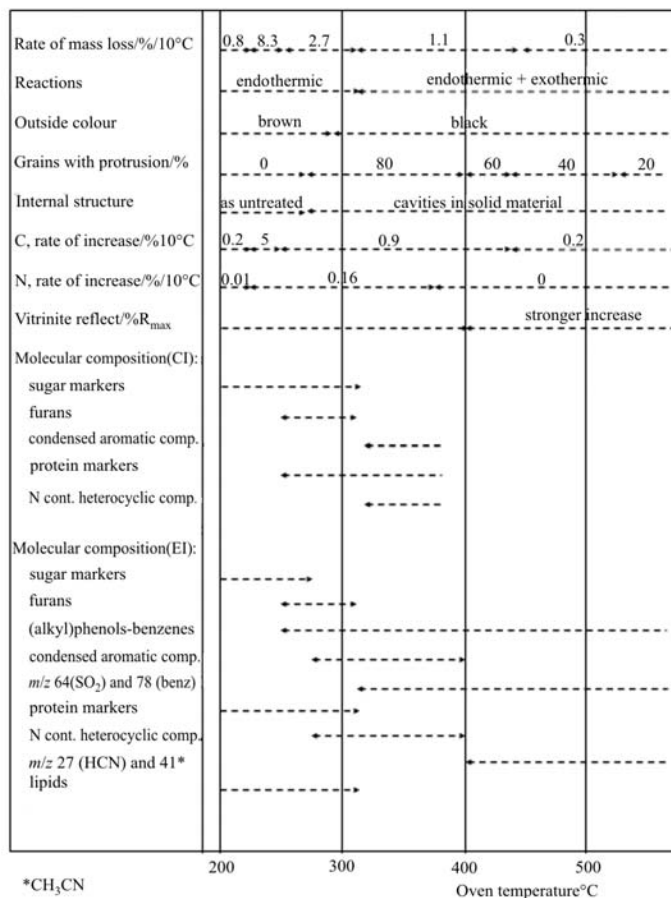 Rate of mass loss/%/10°C 0.8 8.3 2.7 1.1 0.3
Reactions endothermic endothermic + exothermic
Outside colour brown black
Grains with protrusion/% 0 80 60 40 20
Internal structure as untreated cavities in solid material
C, rate of increase/%10°C 0.2 5 0.9 0.2
N, rate of increase/%/10°C 0.01 0.16 0
Vitrinite reflect/%Rmax stronger increase
Molecular composition(CI):
sugar markers
furans
condensed aromatic comp.
protein markers
N cont. heterocyclic comp.
Molecular composition(EI):
sugar markers
furans
(alkyl)phenols-benzenes
condensed aromatic comp.
m/z 64(SO₂) and 78 (benz)
protein markers
N cont. heterocyclic comp.
m/z 27 (HCN) and 41*
lipids
200 300 400 500
*CH₃CN Oven temperature°C